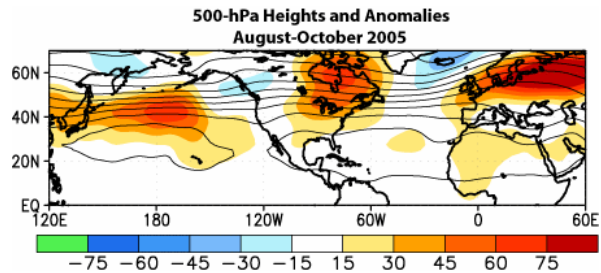 500-hPa Heights and Anomalies
August-October 2005
60N
40N
20N
EQ
120E 180 120W 60W 0 60E
−75 −60 −45 −30 −15 15 30 45 60 75